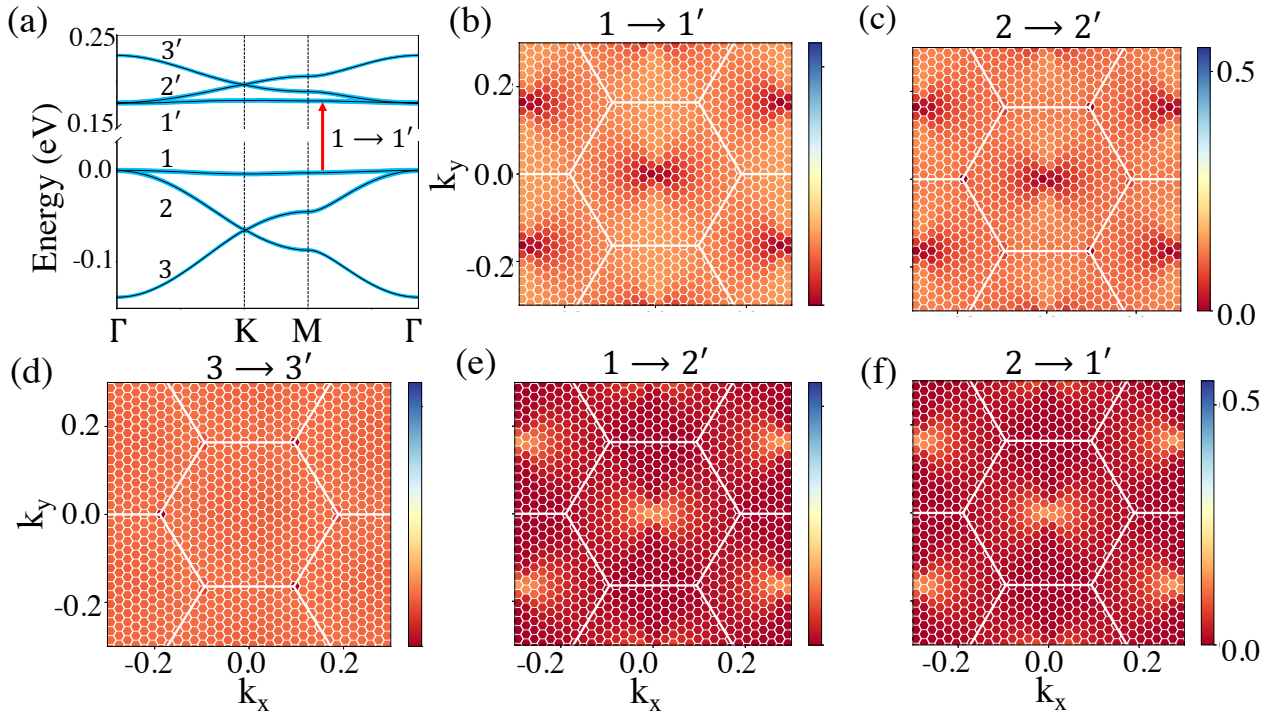 (a)
0.25
0.15
0.0
-0.1
Energy (eV)
3′
2′
1′
1 → 1′
1
2
3
Γ K M Γ
(b)
1 → 1′
0.2
0.0
-0.2
k_y
(c)
2 → 2′
0.5
0.0
(d)
3 → 3′
0.2
0.0
-0.2
k_y
-0.2 0.0 0.2
k_x
(e)
1 → 2′
-0.2 0.0 0.2
k_x
(f)
2 → 1′
0.5
0.0
-0.2 0.0 0.2
k_x